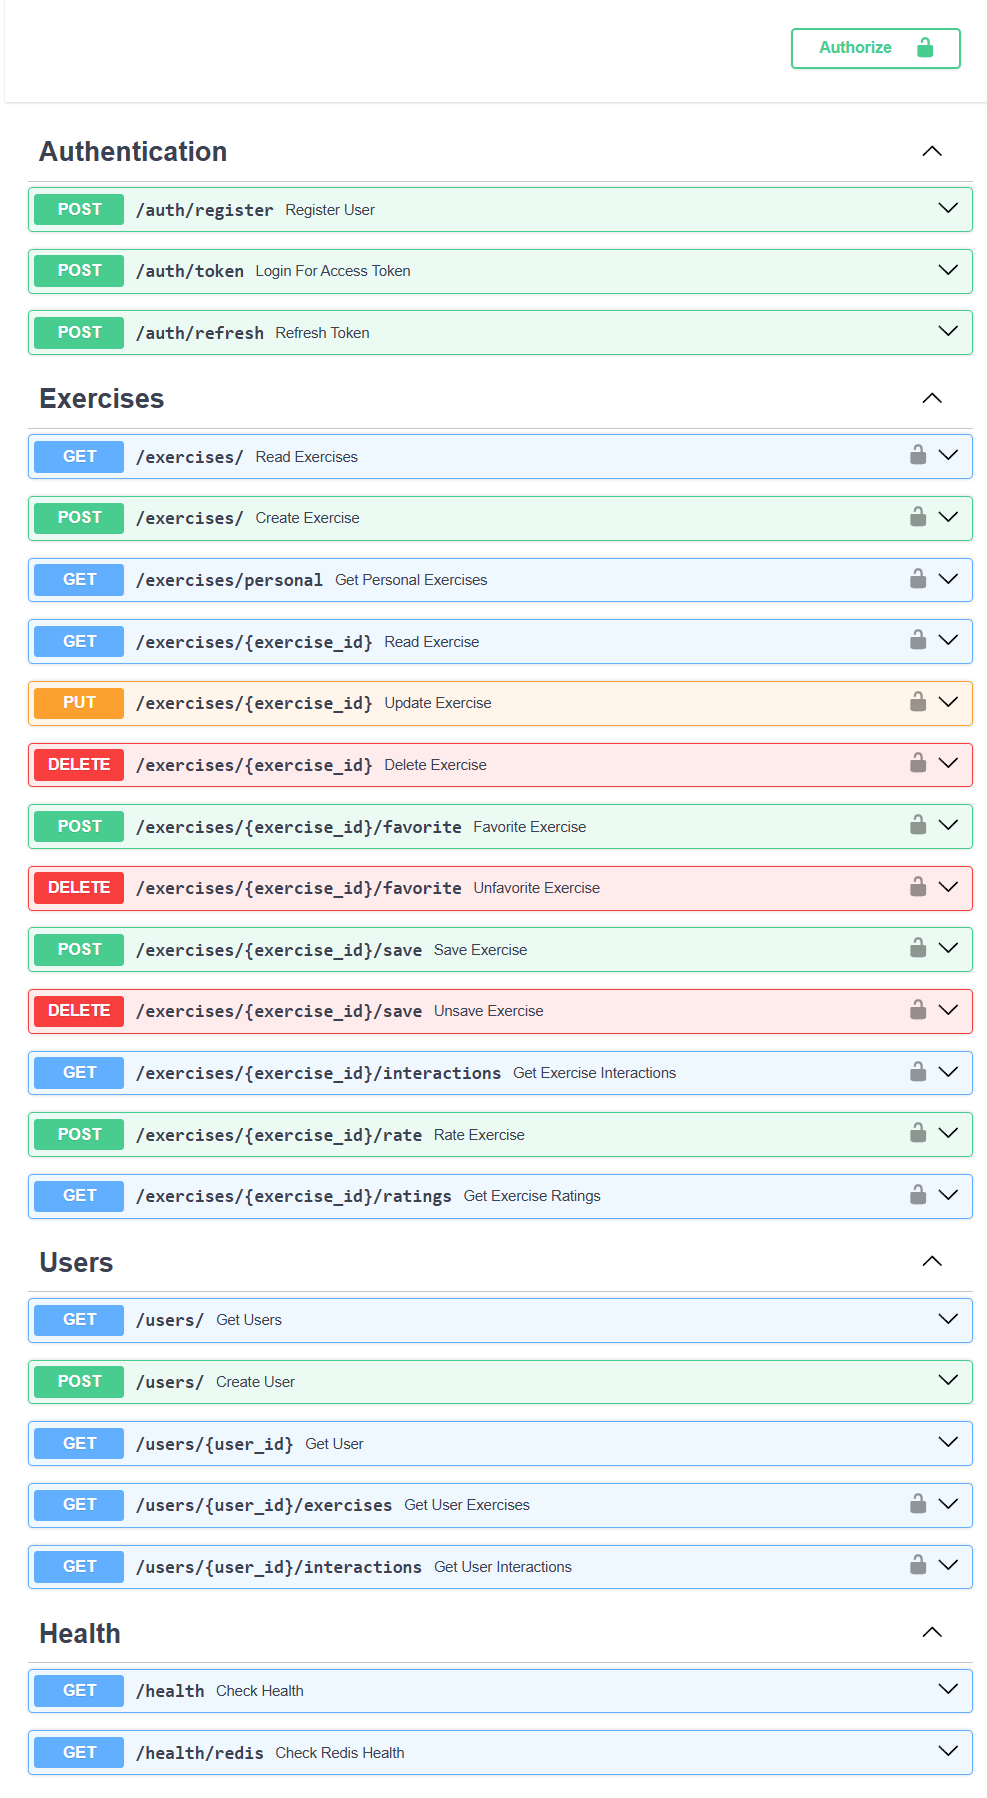 Authorize
Authentication
POST /auth/register Register User
POST /auth/token Login For Access Token
POST /auth/refresh Refresh Token
Exercises
GET /exercises/ Read Exercises
POST /exercises/ Create Exercise
GET /exercises/personal Get Personal Exercises
GET /exercises/{exercise_id} Read Exercise
PUT /exercises/{exercise_id} Update Exercise
DELETE /exercises/{exercise_id} Delete Exercise
POST /exercises/{exercise_id}/favorite Favorite Exercise
DELETE /exercises/{exercise_id}/favorite Unfavorite Exercise
POST /exercises/{exercise_id}/save Save Exercise
DELETE /exercises/{exercise_id}/save Unsave Exercise
GET /exercises/{exercise_id}/interactions Get Exercise Interactions
POST /exercises/{exercise_id}/rate Rate Exercise
GET /exercises/{exercise_id}/ratings Get Exercise Ratings
Users
GET /users/ Get Users
POST /users/ Create User
GET /users/{user_id} Get User
GET /users/{user_id}/exercises Get User Exercises
GET /users/{user_id}/interactions Get User Interactions
Health
GET /health Check Health
GET /health/redis Check Redis Health